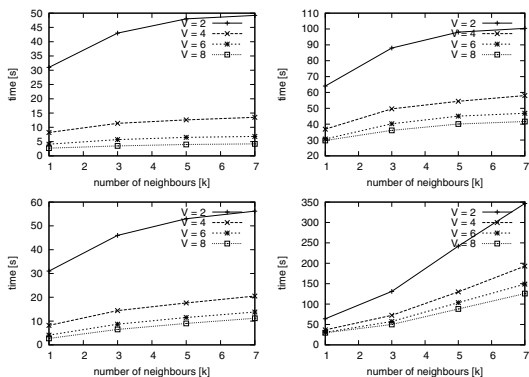 50
45
40
35
30
25
20
15
10
5
0
time [s]
1 2 3 4 5 6 7
number of neighbours [k]
V = 2
V = 4
V = 6
V = 8
110
100
90
80
70
60
50
40
30
20
time [s]
1 2 3 4 5 6 7
number of neighbours [k]
V = 2
V = 4
V = 6
V = 8
60
50
40
30
20
10
0
time [s]
1 2 3 4 5 6 7
number of neighbours [k]
V = 2
V = 4
V = 6
V = 8
350
300
250
200
150
100
50
0
time [s]
1 2 3 4 5 6 7
number of neighbours [k]
V = 2
V = 4
V = 6
V = 8